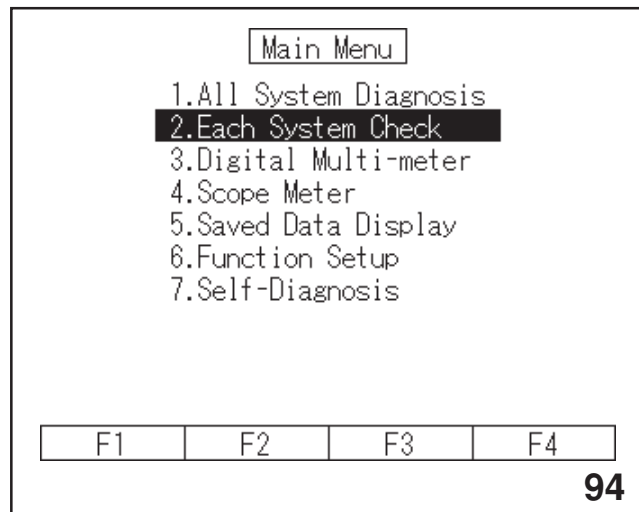 Main Menu
1.All System Diagnosis
2.Each System Check
3.Digital Multi-meter
4.Scope Meter
5.Saved Data Display
6.Function Setup
7.Self-Diagnosis
F1 F2 F3 F4
94